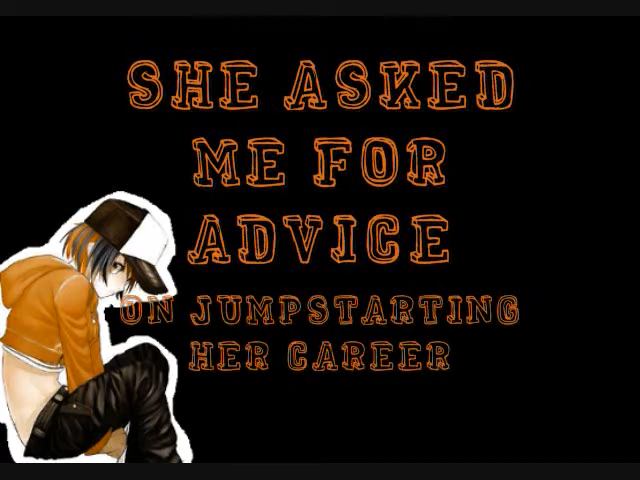 SHE ASKED
ME FOR
ADVICE
ON JUMPSTARTING
HER CAREER